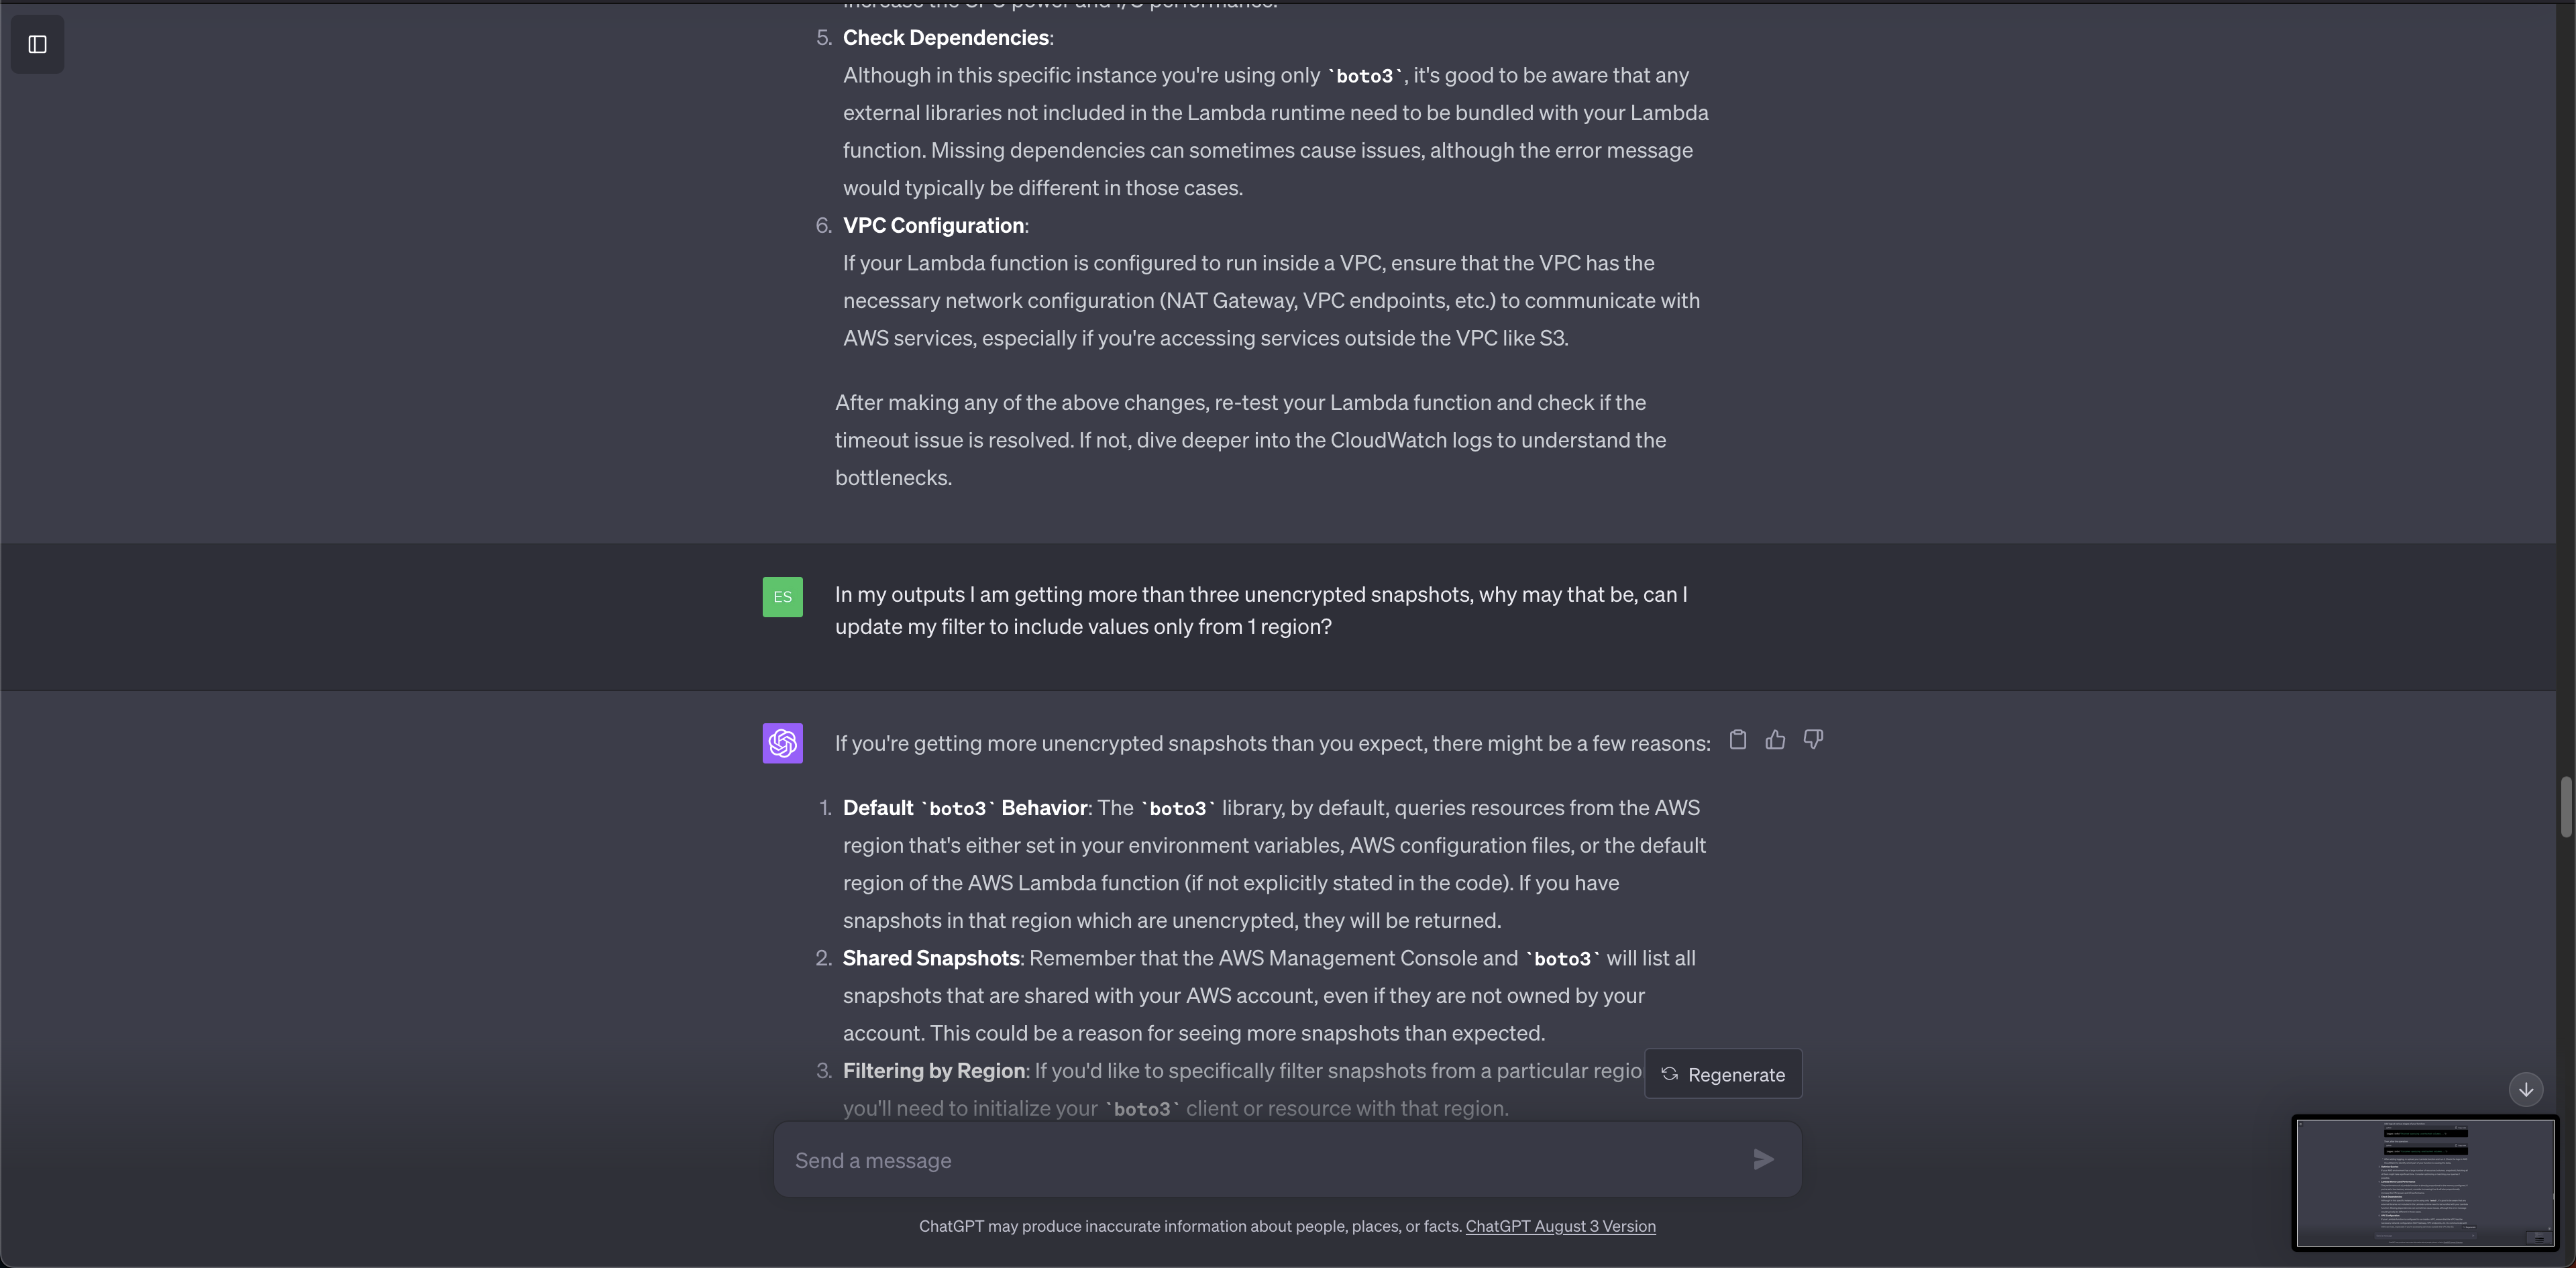 5. Check Dependencies:
Although in this specific instance you're using only `boto3`, it's good to be aware that any
external libraries not included in the Lambda runtime need to be bundled with your Lambda
function. Missing dependencies can sometimes cause issues, although the error message
would typically be different in those cases.
6. VPC Configuration:
If your Lambda function is configured to run inside a VPC, ensure that the VPC has the
necessary network configuration (NAT Gateway, VPC endpoints, etc.) to communicate with
AWS services, especially if you're accessing services outside the VPC like S3.
After making any of the above changes, re-test your Lambda function and check if the
timeout issue is resolved. If not, dive deeper into the CloudWatch logs to understand the
bottlenecks.
ES
In my outputs I am getting more than three unencrypted snapshots, why may that be, can I
update my filter to include values only from 1 region?
If you're getting more unencrypted snapshots than you expect, there might be a few reasons:
1. Default `boto3` Behavior: The `boto3` library, by default, queries resources from the AWS
region that's either set in your environment variables, AWS configuration files, or the default
region of the AWS Lambda function (if not explicitly stated in the code). If you have
snapshots in that region which are unencrypted, they will be returned.
2. Shared Snapshots: Remember that the AWS Management Console and `boto3` will list all
snapshots that are shared with your AWS account, even if they are not owned by your
account. This could be a reason for seeing more snapshots than expected.
3. Filtering by Region: If you'd like to specifically filter snapshots from a particular regio
Regenerate
you'll need to initialize your `boto3` client or resource with that region.
Send a message
ChatGPT may produce inaccurate information about people, places, or facts. ChatGPT August 3 Version